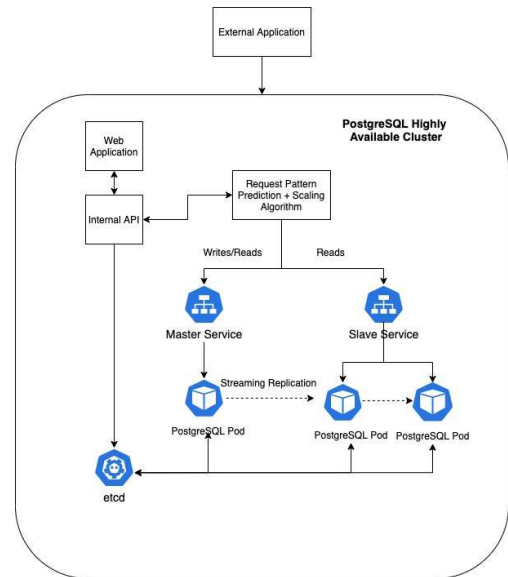 External Application
PostgreSQL Highly
Available Cluster
Web
Application
Internal API
Request Pattern
Prediction + Scaling
Algorithm
Writes/Reads
Reads
Master Service
Slave Service
Streaming Replication
PostgreSQL Pod
PostgreSQL Pod
PostgreSQL Pod
etcd